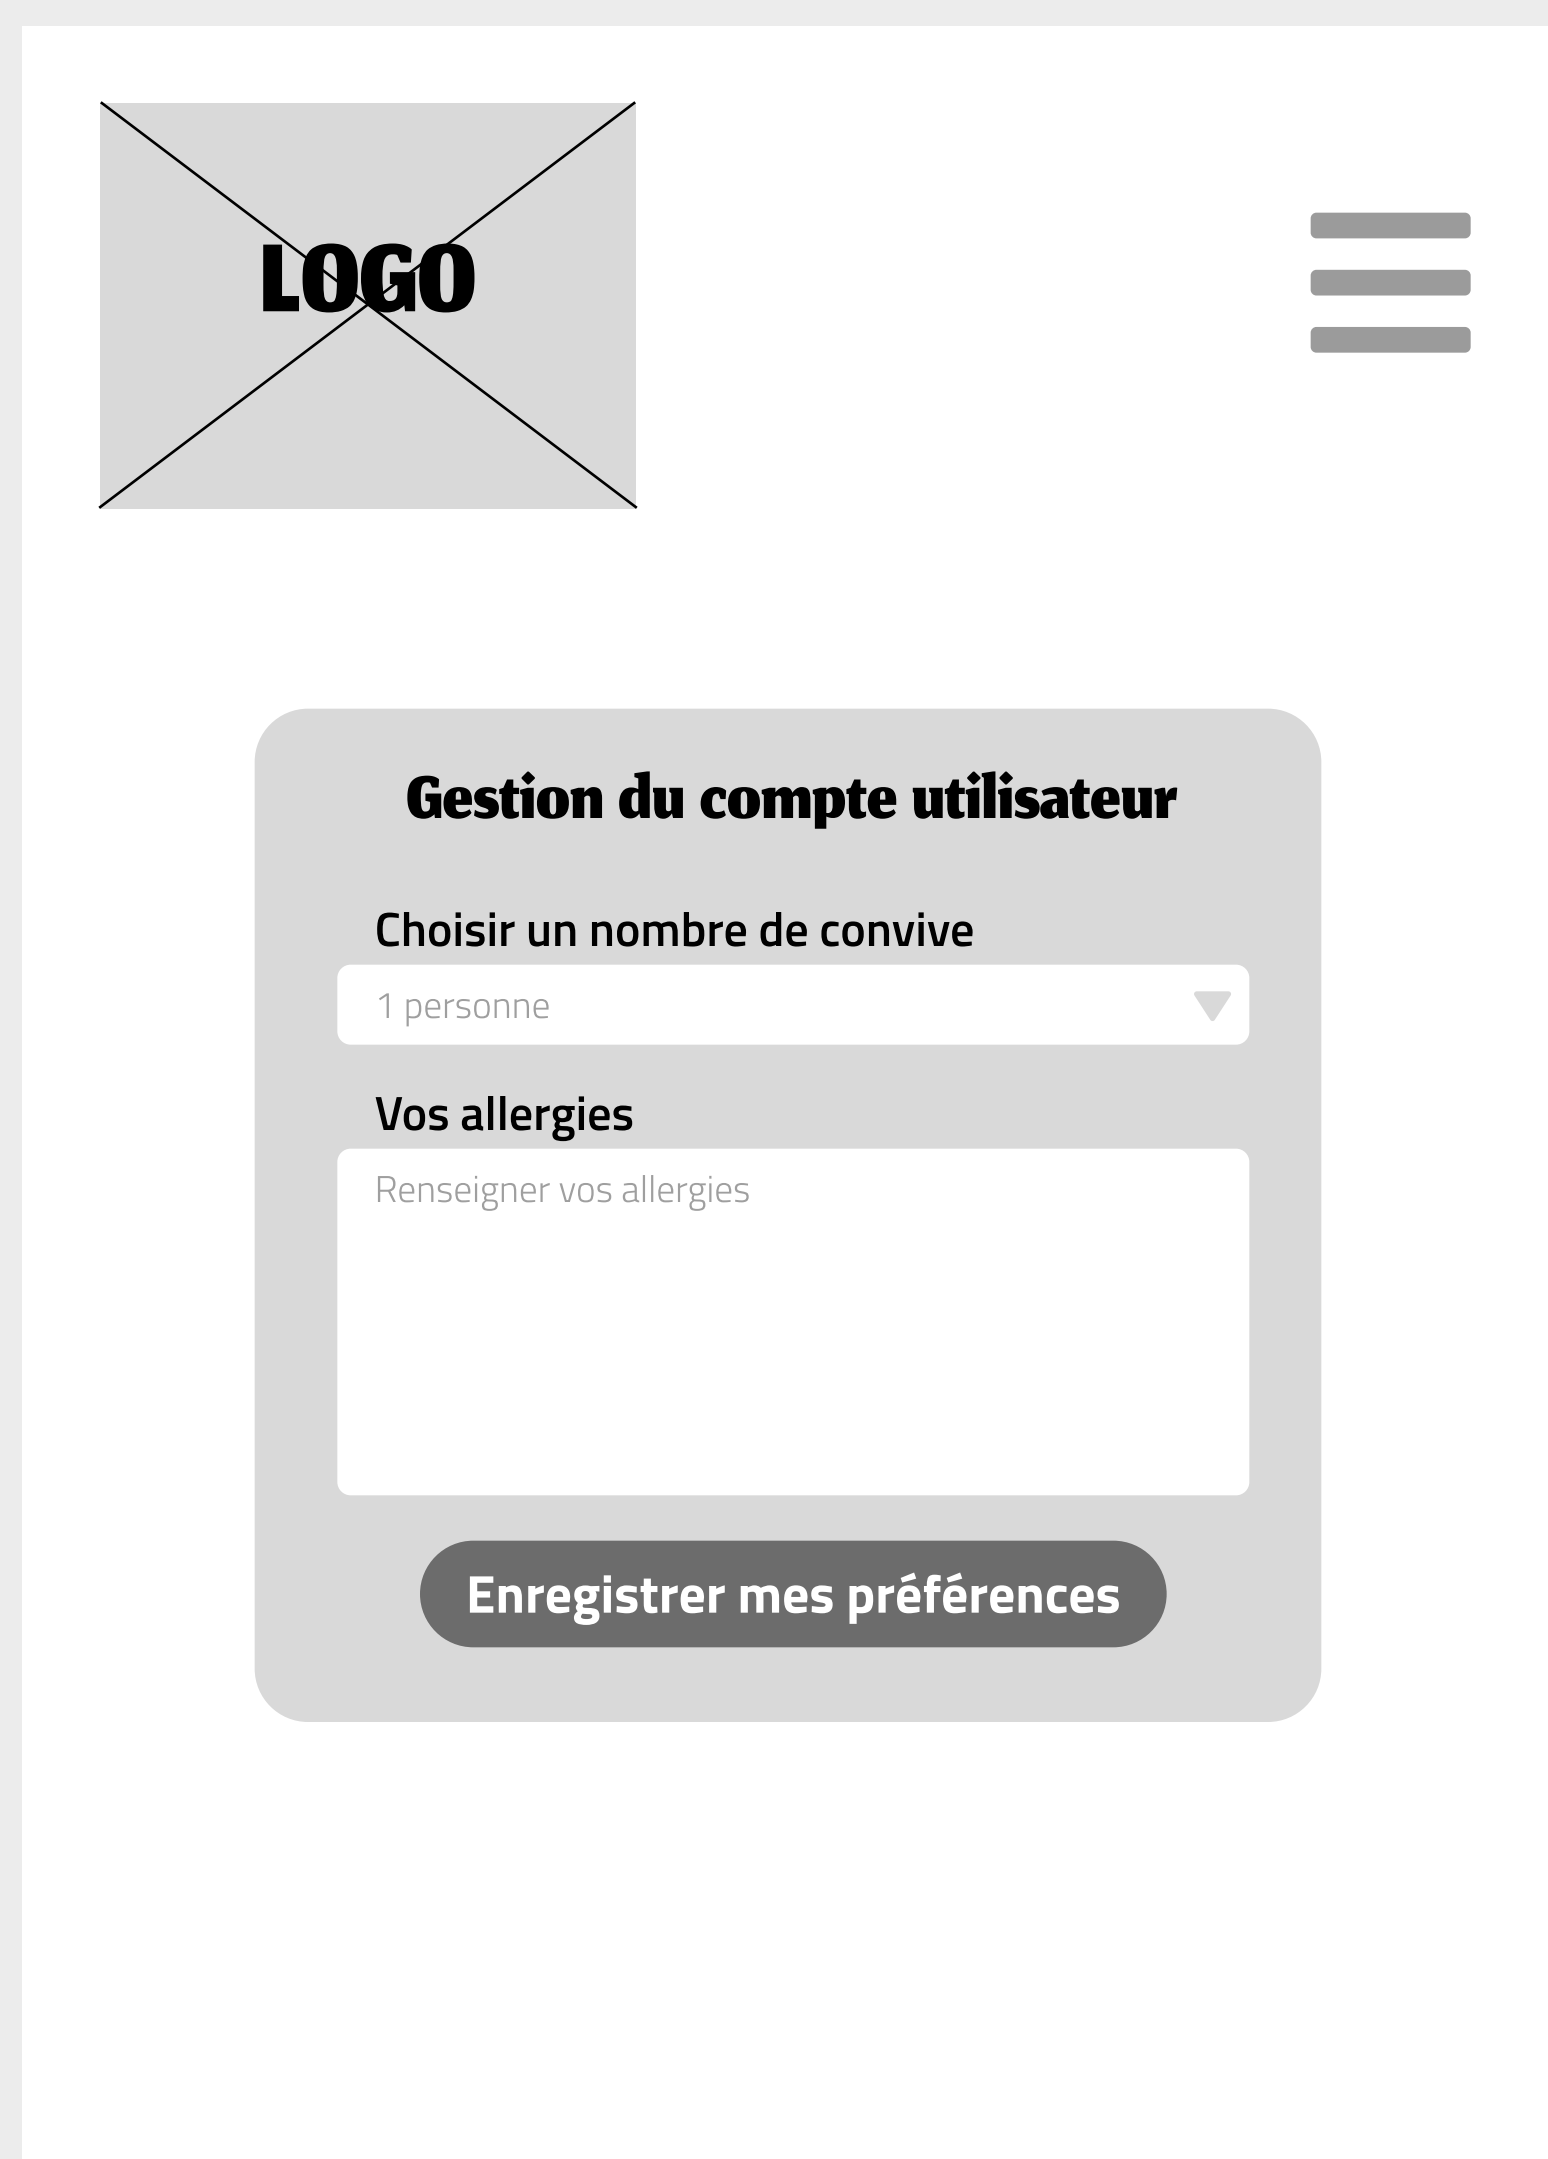 LOGO
Gestion du compte utilisateur
Choisir un nombre de convive
1 personne
Vos allergies
Renseigner vos allergies
Enregistrer mes préférences